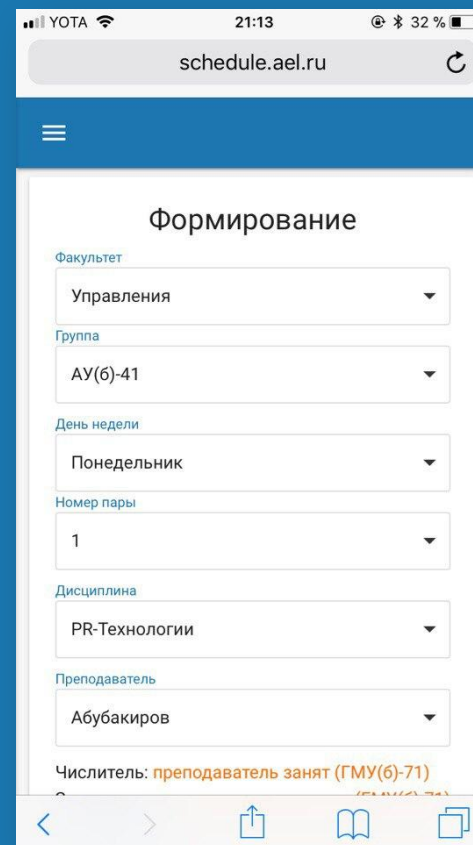 YOTA 21:13 32 %
schedule.ael.ru
Формирование
Факультет
Управления
Группа
АУ(б)-41
День недели
Понедельник
Номер пары
1
Дисциплина
PR-Технологии
Преподаватель
Абубакиров
Числитель: преподаватель занят (ГМУ(б)-71)